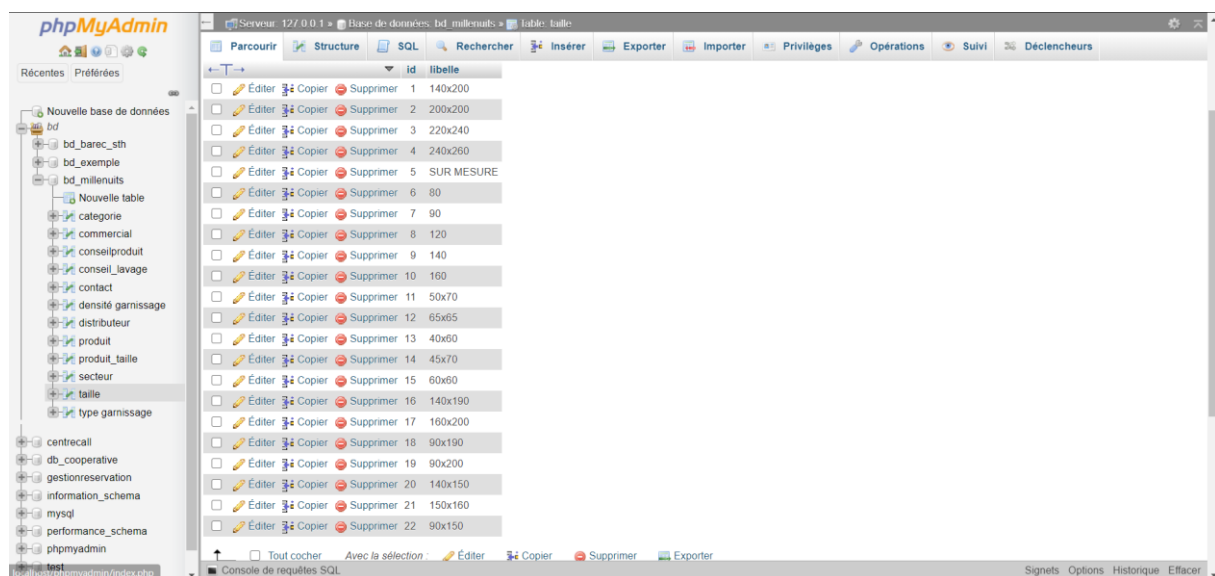 phpMyAdmin
Récentes Préférées
Nouvelle base de données
bd
bd_barec_sth
bd_exemple
bd_millenuits
Nouvelle table
categorie
commercial
conseilproduit
conseil_lavage
contact
densité garnissage
distributeur
produit
produit_taille
secteur
taille
type garnissage
centrecall
db_cooperative
gestionreservation
information_schema
mysql
performance_schema
phpmyadmin
test
localhost/phpmyadmin/index.php
Serveur: 127.0.0.1 » Base de données: bd_millenuits » Table: taille
Parcourir Structure SQL Rechercher Insérer Exporter Importer Privilèges Opérations Suivi Déclencheurs
←T→ ▼ id libelle
Éditer Copier Supprimer 1 140x200
Éditer Copier Supprimer 2 200x200
Éditer Copier Supprimer 3 220x240
Éditer Copier Supprimer 4 240x260
Éditer Copier Supprimer 5 SUR MESURE
Éditer Copier Supprimer 6 80
Éditer Copier Supprimer 7 90
Éditer Copier Supprimer 8 120
Éditer Copier Supprimer 9 140
Éditer Copier Supprimer 10 160
Éditer Copier Supprimer 11 50x70
Éditer Copier Supprimer 12 65x65
Éditer Copier Supprimer 13 40x60
Éditer Copier Supprimer 14 45x70
Éditer Copier Supprimer 15 60x60
Éditer Copier Supprimer 16 140x190
Éditer Copier Supprimer 17 160x200
Éditer Copier Supprimer 18 90x190
Éditer Copier Supprimer 19 90x200
Éditer Copier Supprimer 20 140x150
Éditer Copier Supprimer 21 150x160
Éditer Copier Supprimer 22 90x150
Tout cocher Avec la sélection : Éditer Copier Supprimer Exporter
Console de requêtes SQL Signets Options Historique Effacer